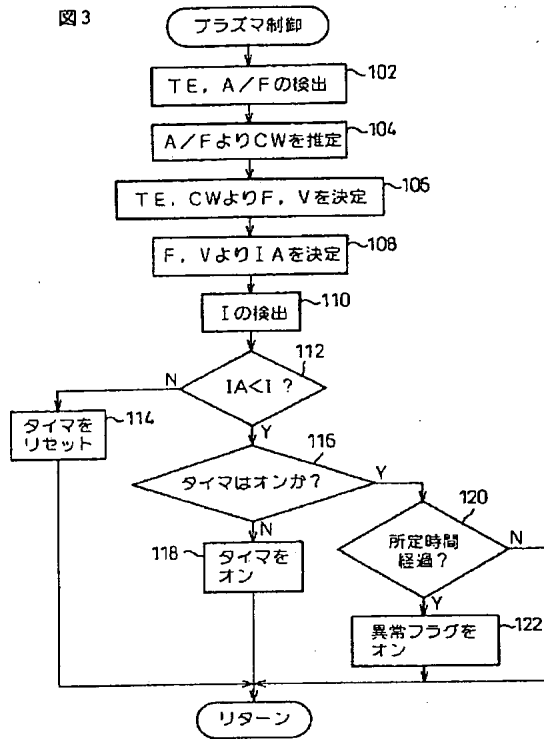 図3
プラズマ制御
TE，A／Fの検出
102
A／FよりCWを推定
104
TE，CWよりF，Vを決定
106
F，VよりIAを決定
108
Iの検出
110
IA<I？
112
N
Y
タイマを
リセット
114
タイマはオンか？
116
Y
N
118
タイマを
オン
所定時間
経過？
120
N
Y
異常フラグを
オン
122
リターン